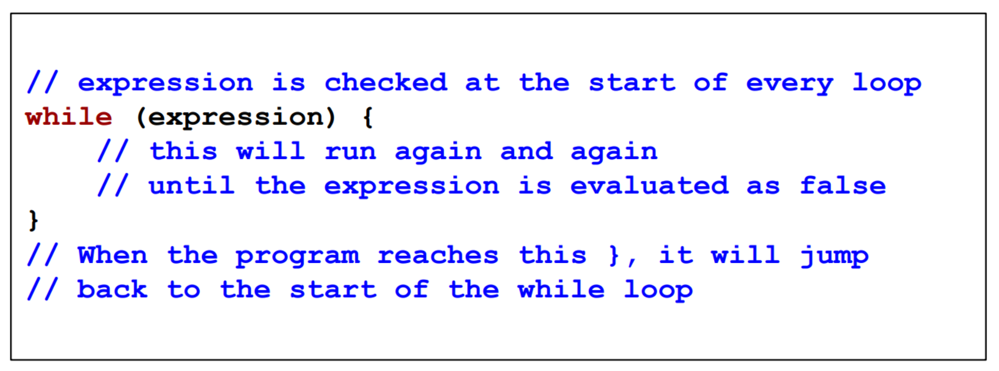 // expression is checked at the start of every loop
while (expression) {
    // this will run again and again
    // until the expression is evaluated as false
}
// When the program reaches this }, it will jump
// back to the start of the while loop